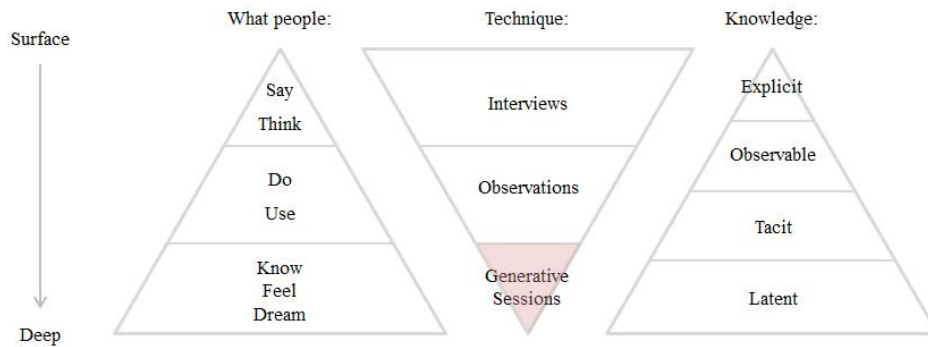 What people:
Technique:
Knowledge:
Surface
Say
Think
Interviews
Explicit
Do
Use
Observations
Observable
Tacit
Know
Feel
Dream
Generative
Sessions
Latent
Deep